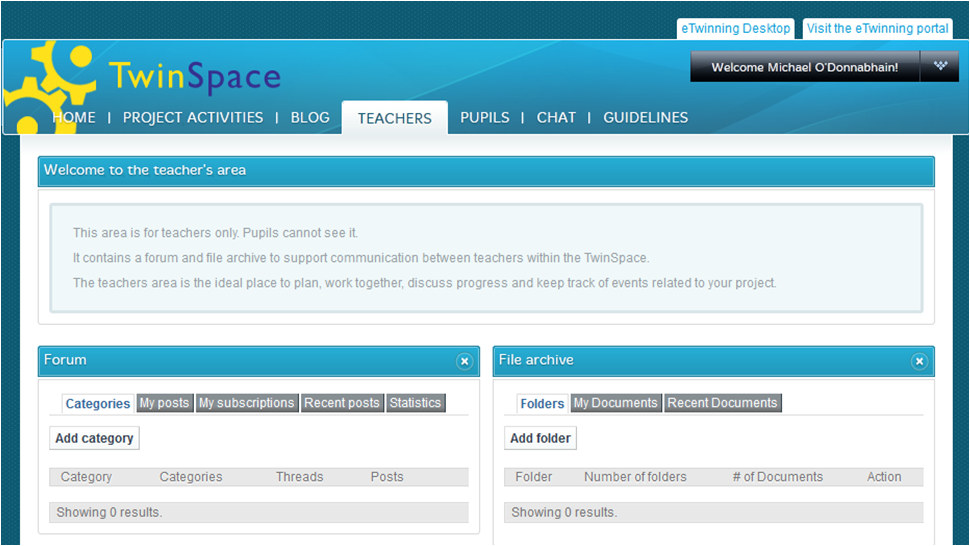 eTwinning Desktop Visit the eTwinning portal
TwinSpace
Welcome Michael O'Donnabhain!
HOME | PROJECT ACTIVITIES | BLOG TEACHERS PUPILS | CHAT | GUIDELINES
Welcome to the teacher's area
This area is for teachers only. Pupils cannot see it.
It contains a forum and file archive to support communication between teachers within the TwinSpace.
The teachers area is the ideal place to plan, work together, discuss progress and keep track of events related to your project.
Forum
Categories My posts My subscriptions Recent posts Statistics
Add category
Category Categories Threads Posts
Showing 0 results.
File archive
Folders My Documents Recent Documents
Add folder
Folder Number of folders # of Documents Action
Showing 0 results.